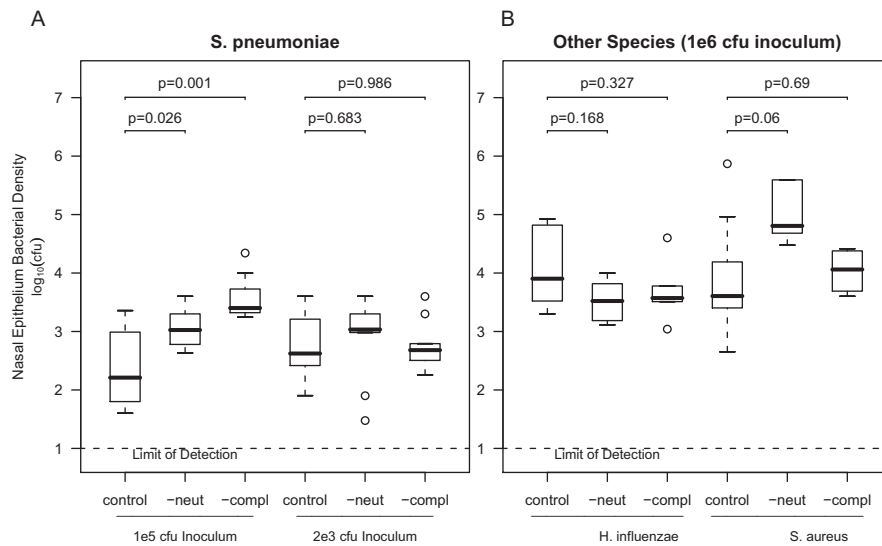 A
S. pneumoniae
Nasal Epithelium Bacterial Density
log10(cfu)
7
6
5
4
3
2
1
p=0.001
p=0.986
p=0.026
p=0.683
Limit of Detection
control −neut −compl control −neut −compl
1e5 cfu Inoculum 2e3 cfu Inoculum
B
Other Species (1e6 cfu inoculum)
7
6
5
4
3
2
1
p=0.327
p=0.69
p=0.168
p=0.06
Limit of Detection
control −neut −compl control −neut −compl
H. influenzae S. aureus